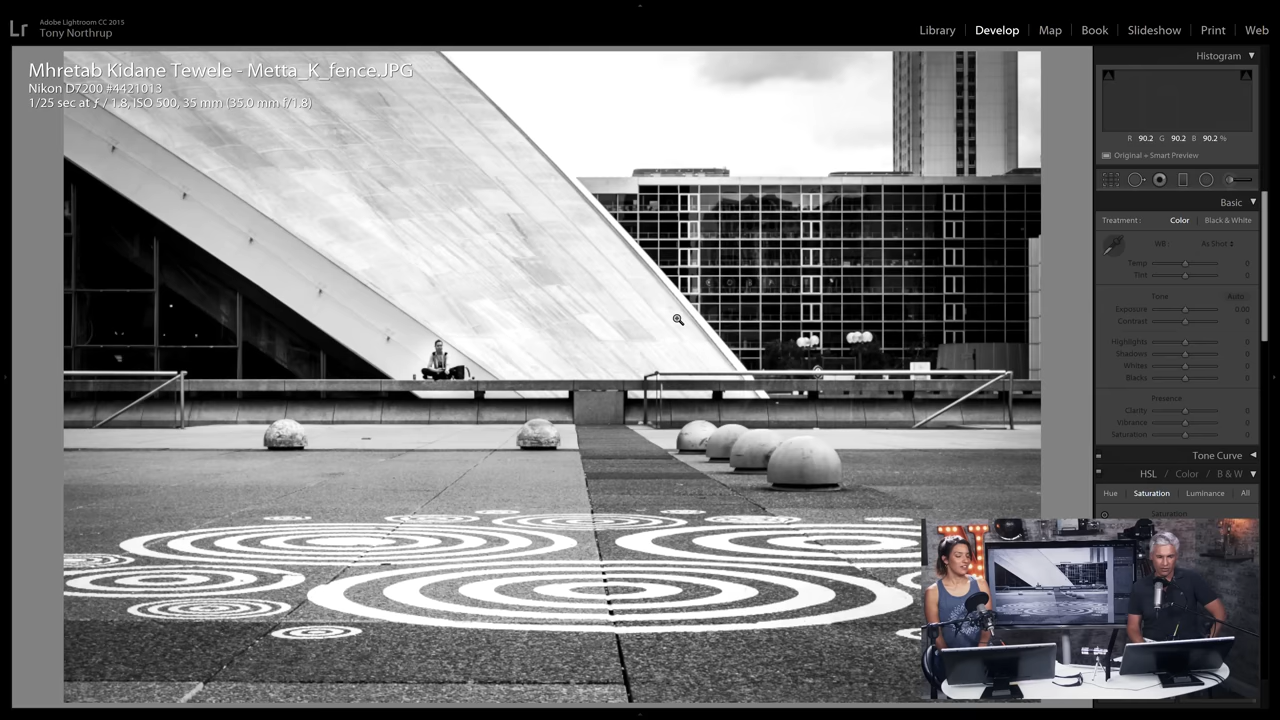 Lr
Adobe Lightroom CC 2015
Tony Northrup
Library | Develop | Map | Book | Slideshow | Print | Web
Mhretab Kidane Tewele - Metta_K_fence.JPG
Nikon D7200 #4421013
1/25 sec at ƒ / 1.8, ISO 500, 35 mm (35.0 mm f/1.8)
Histogram
R 90.2 G 90.2 B 90.2 %
Original + Smart Preview
Basic
Treatment : Color | Black & White
WB : As Shot
Temp 0
Tint 0
Tone Auto
Exposure 0.00
Contrast 0
Highlights 0
Shadows 0
Whites 0
Blacks 0
Presence
Clarity 0
Vibrance 0
Saturation 0
Tone Curve
HSL / Color / B & W
Hue | Saturation | Luminance | All
Saturation